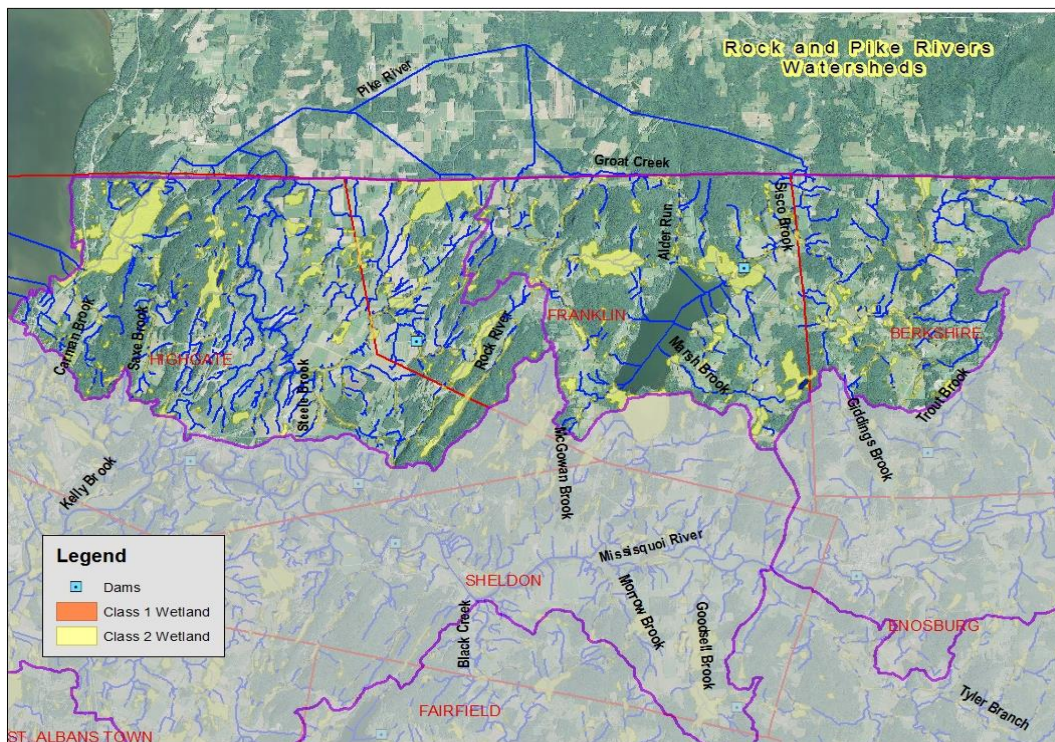 Rock and Pike Rivers
Watersheds
Pike River
Groat Creek
Alder Run
Sisco Brook
FRANKLIN
Rock River
BERKSHIRE
Carman Brook
Saxe Brook
HIGHGATE
Steele Brook
Marsh Brook
Giddings Brook
Trout Brook
McGowan Brook
Kelly Brook
Missisquoi River
SHELDON
Morrow Brook
Goodsell Brook
Black Creek
ENOSBURG
Tyler Branch
FAIRFIELD
ST. ALBANS TOWN
Legend
Dams
Class 1 Wetland
Class 2 Wetland